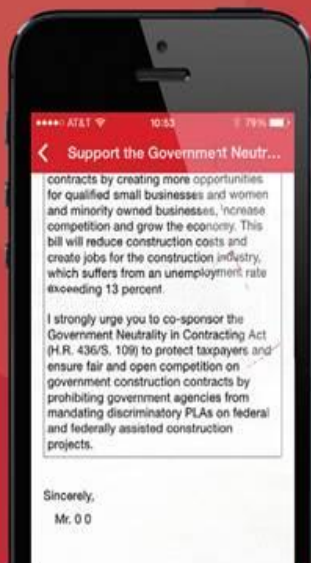 AT&T 10:53 79%
Support the Government Neutr...
contracts by creating more opportunities
for qualified small businesses and women
and minority owned businesses, increase
competition and grow the economy. This
bill will reduce construction costs and
create jobs for the construction industry,
which suffers from an unemployment rate
exceeding 13 percent.
I strongly urge you to co-sponsor the
Government Neutrality in Contracting Act
(H.R. 436/S. 109) to protect taxpayers and
ensure fair and open competition on
government construction contracts by
prohibiting government agencies from
mandating discriminatory PLAs on federal
and federally assisted construction
projects.
Sincerely,
Mr. 0 0